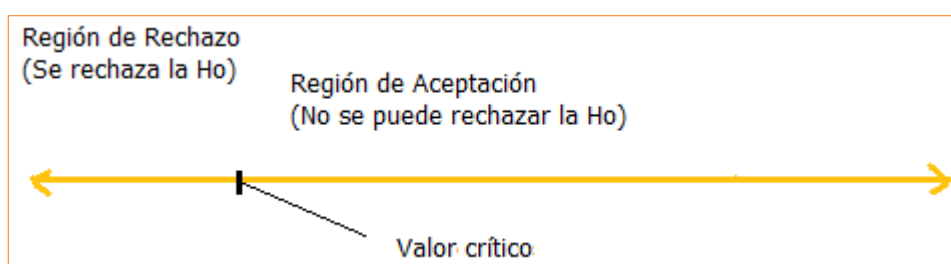 Región de Rechazo
(Se rechaza la Ho)
Región de Aceptación
(No se puede rechazar la Ho)
Valor crítico